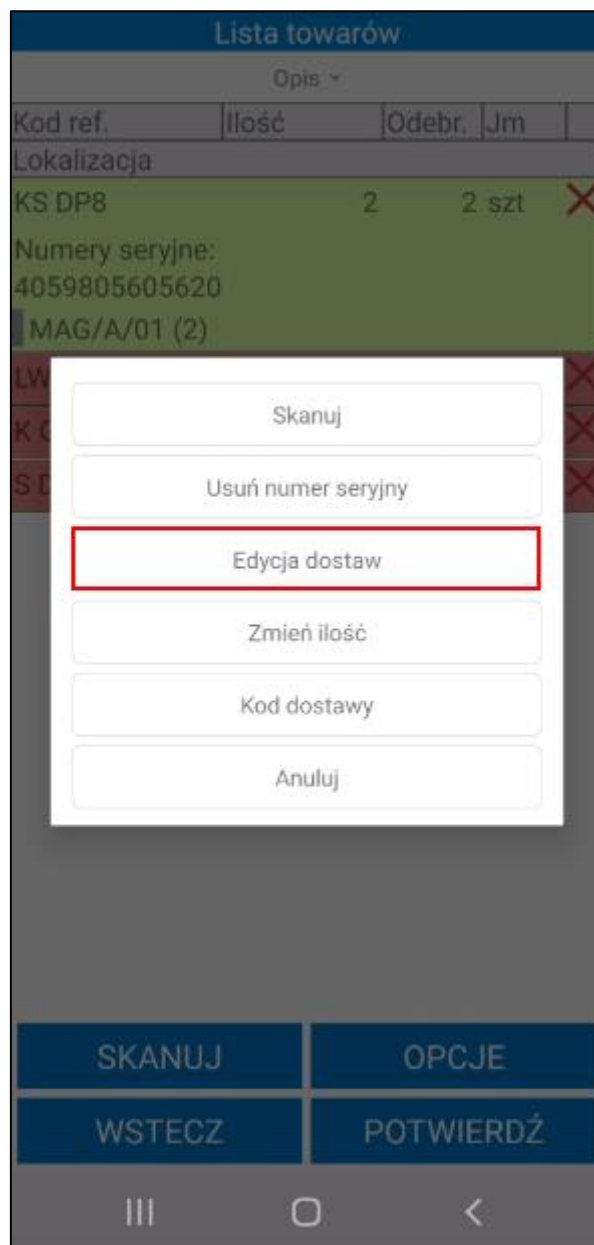 Lista towarów
Opis
Kod ref. Ilość Odebr. Jm
Lokalizacja
KS DP8 2 2 szt
Numery seryjne:
4059805605620
MAG/A/01 (2)
LW
K
S
Skanuj
Usuń numer seryjny
Edycja dostaw
Zmień ilość
Kod dostawy
Anuluj
SKANUJ OPCJE
WSTECZ POTWIERDŹ